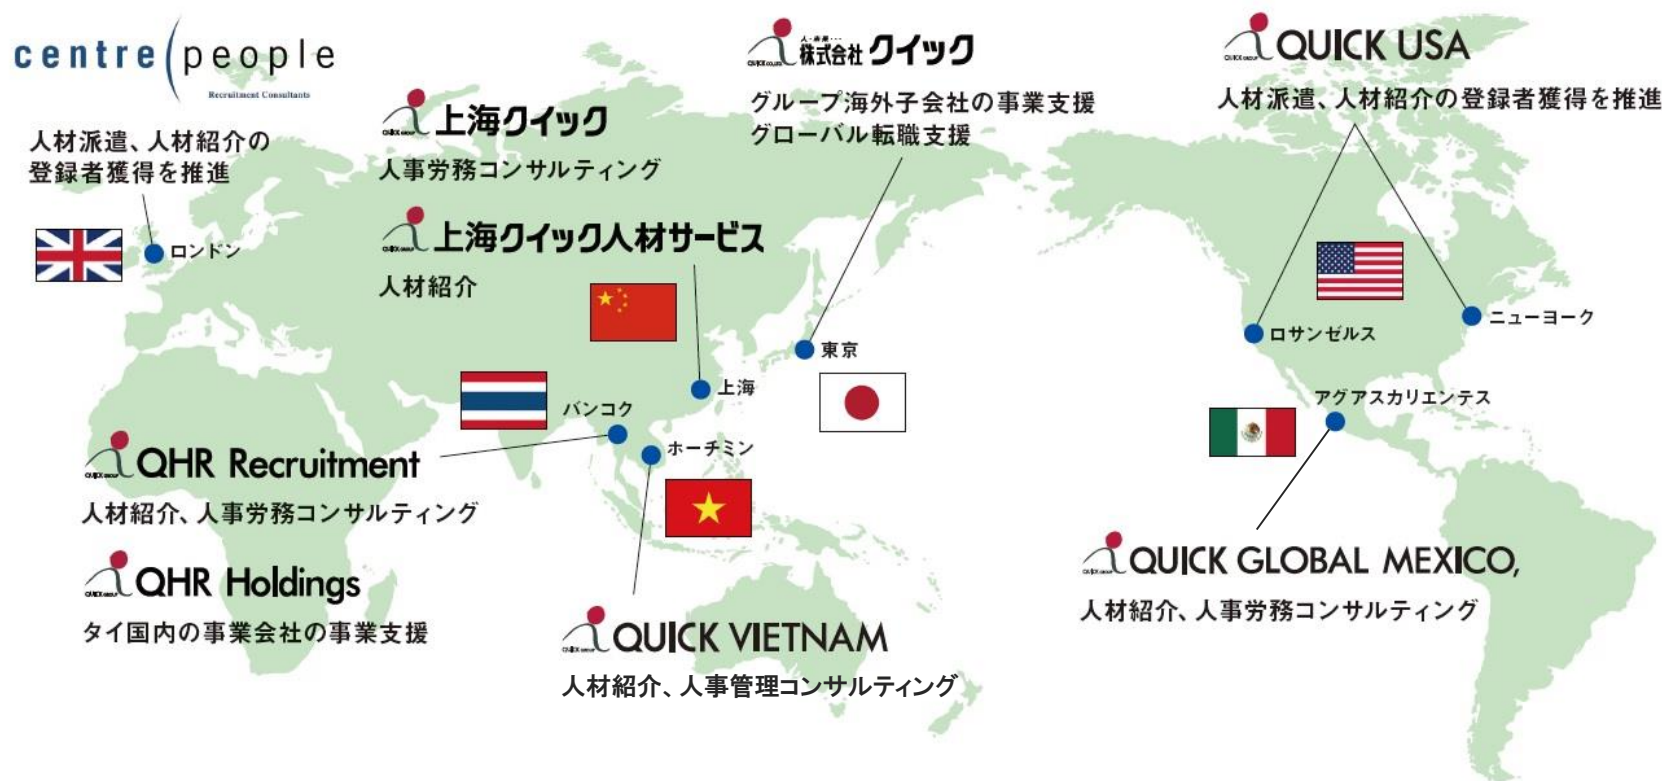 centre people
Recruitment Consultants
人材派遣、人材紹介の
登録者獲得を推進
ロンドン
上海クイック
人事労務コンサルティング
上海クイック人材サービス
人材紹介
上海
株式会社 クイック
グループ海外子会社の事業支援
グローバル転職支援
東京
QUICK USA
人材派遣、人材紹介の登録者獲得を推進
ロサンゼルス
ニューヨーク
バンコク
QHR Recruitment
人材紹介、人事労務コンサルティング
QHR Holdings
タイ国内の事業会社の事業支援
ホーチミン
QUICK VIETNAM
人材紹介、人事管理コンサルティング
アグアスカリエンテス
QUICK GLOBAL MEXICO,
人材紹介、人事労務コンサルティング